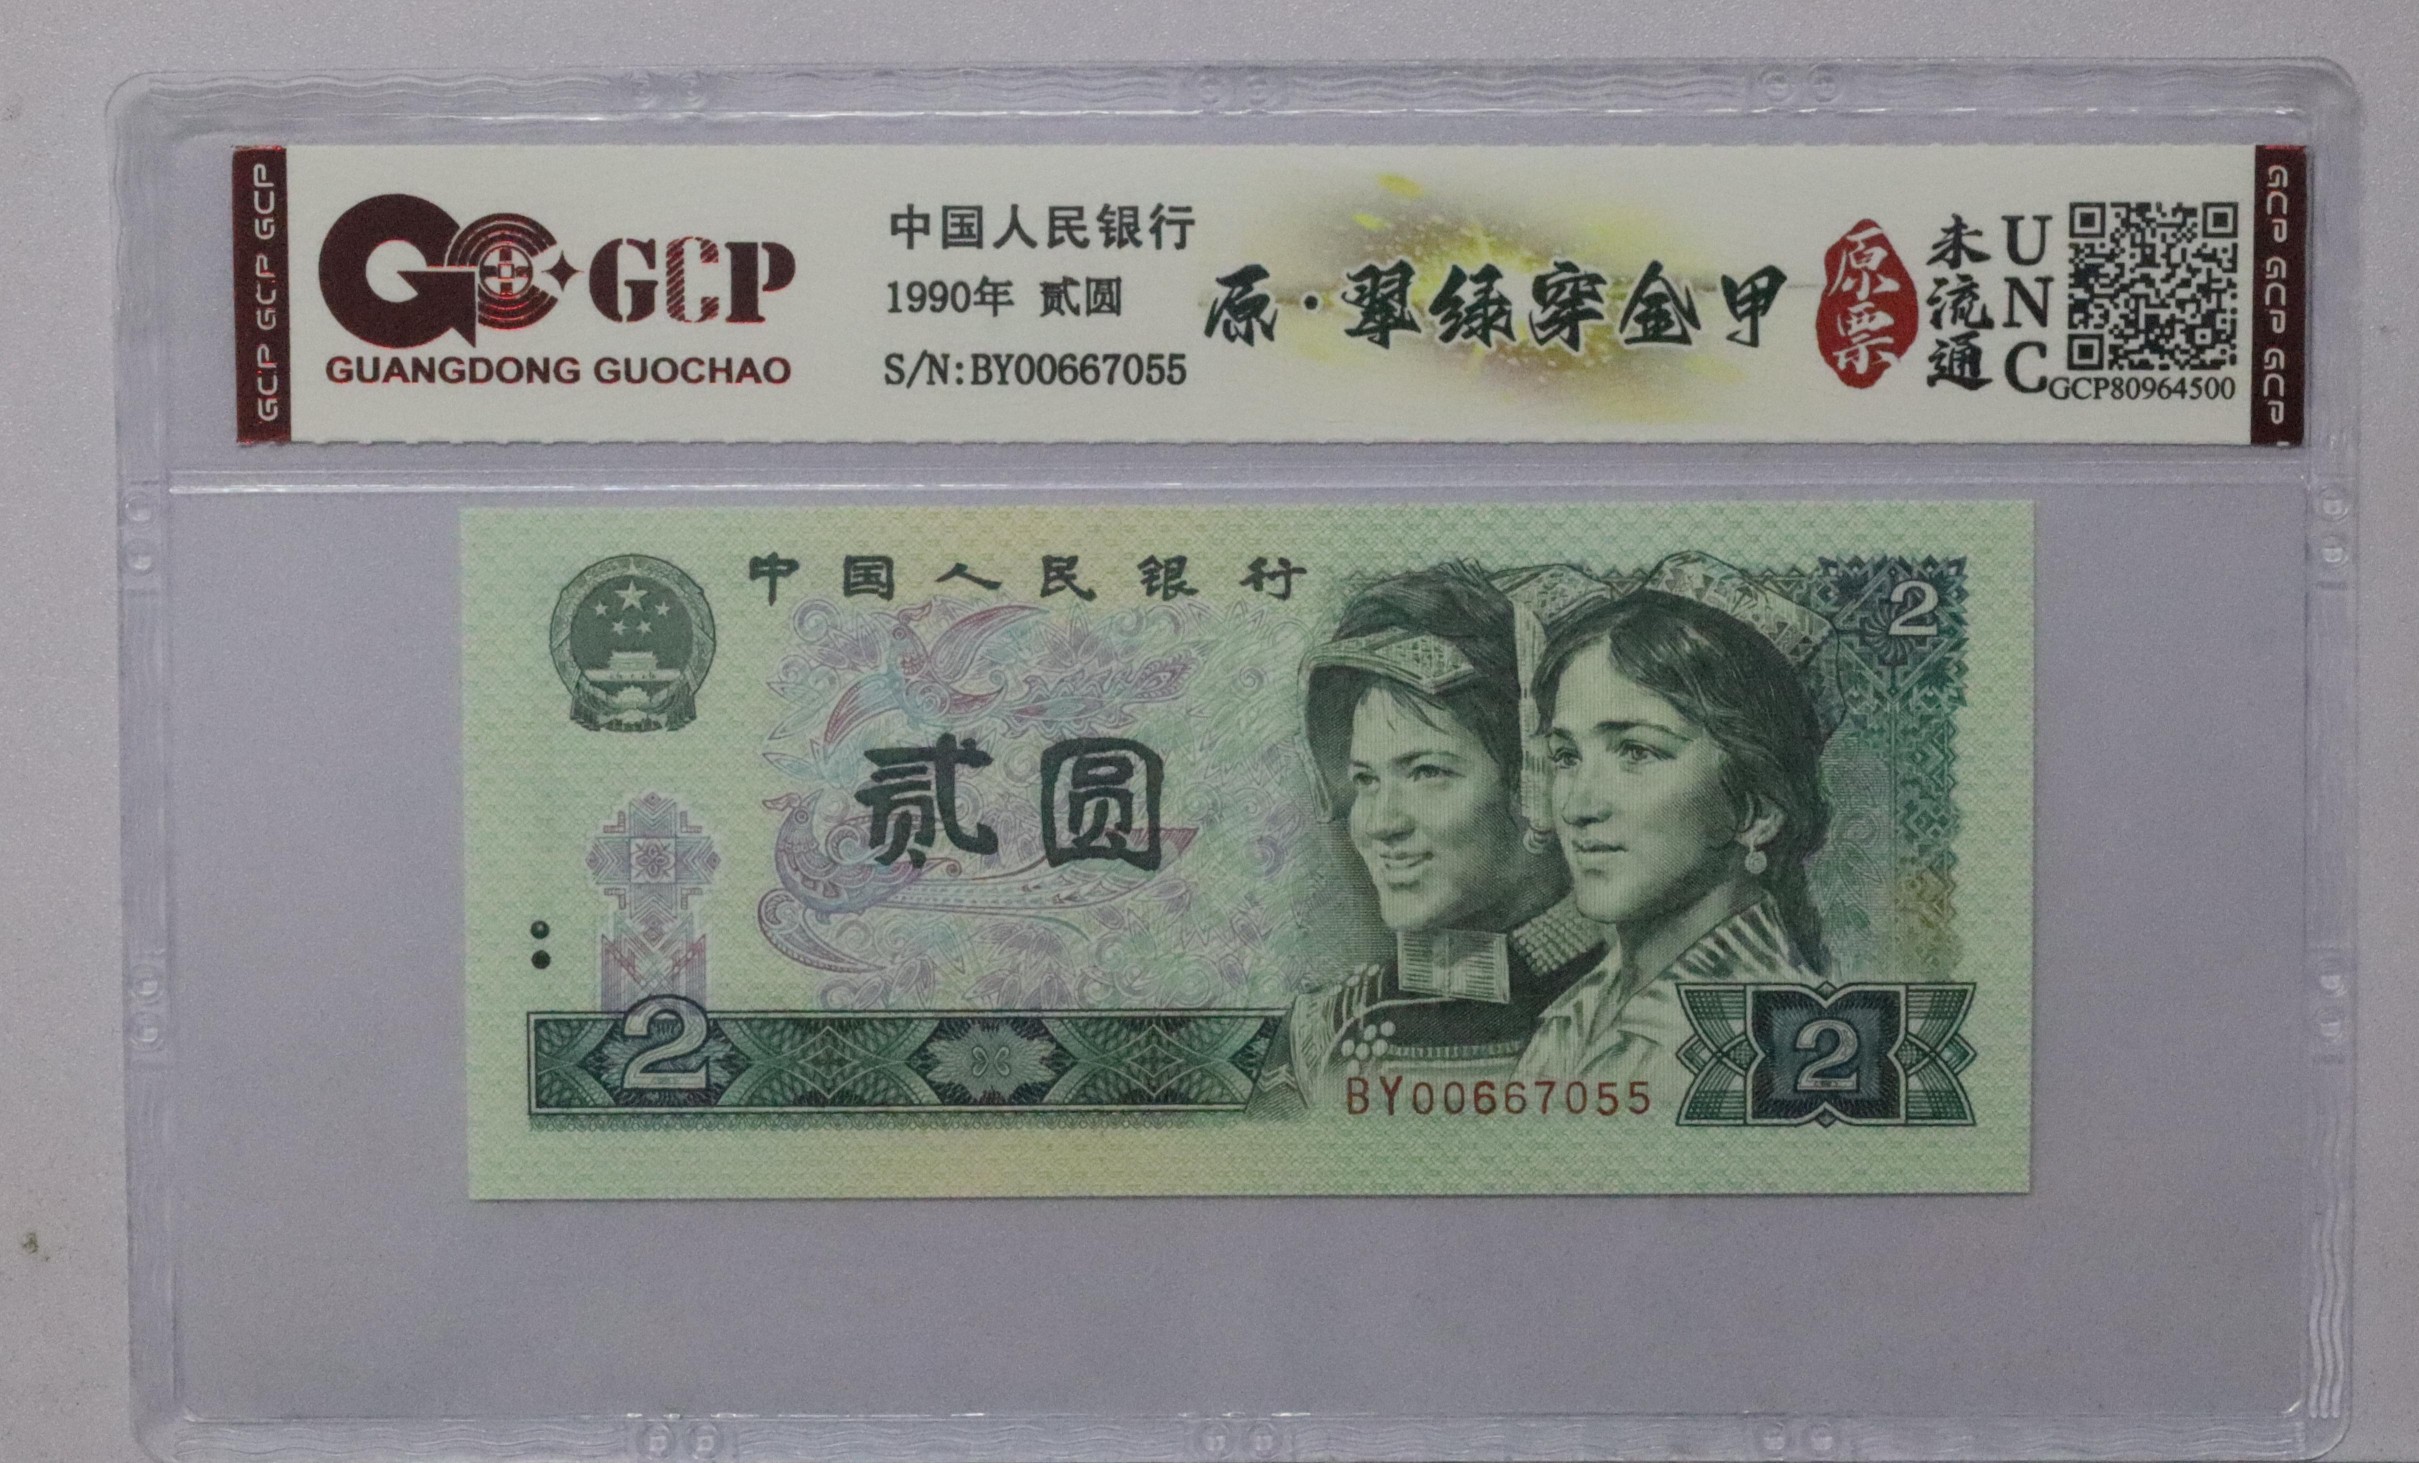 GCP GCP GCP
GCP
GUANGDONG GUOCHAO
中国人民银行
1990年 贰圆
S/N:BY00667055
原·翠绿穿金甲
原票
未流通
UNC
GCP80964500
GCP GCP GCP
中国人民银行
2
贰圆
2
BY00667055
2